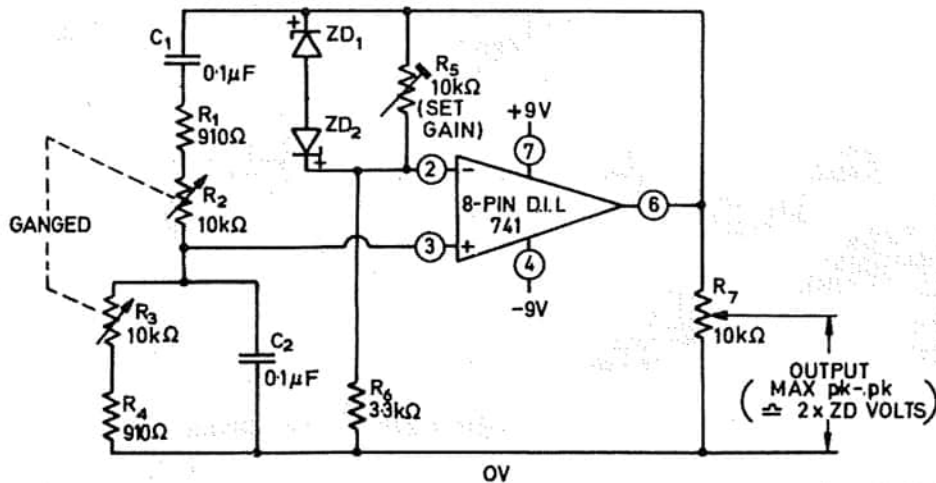 C1
0·1µF
R1
910Ω
R2
10kΩ
GANGED
R3
10kΩ
R4
910Ω
C2
0·1µF
+
ZD1
ZD2
+
R5
10kΩ
(SET
GAIN)
R6
3·3kΩ
2
−
3
+
8-PIN D.I.L
741
+9V
7
6
4
-9V
R7
10kΩ
OUTPUT
( MAX pk-pk )
≏ 2 x ZD VOLTS
0V